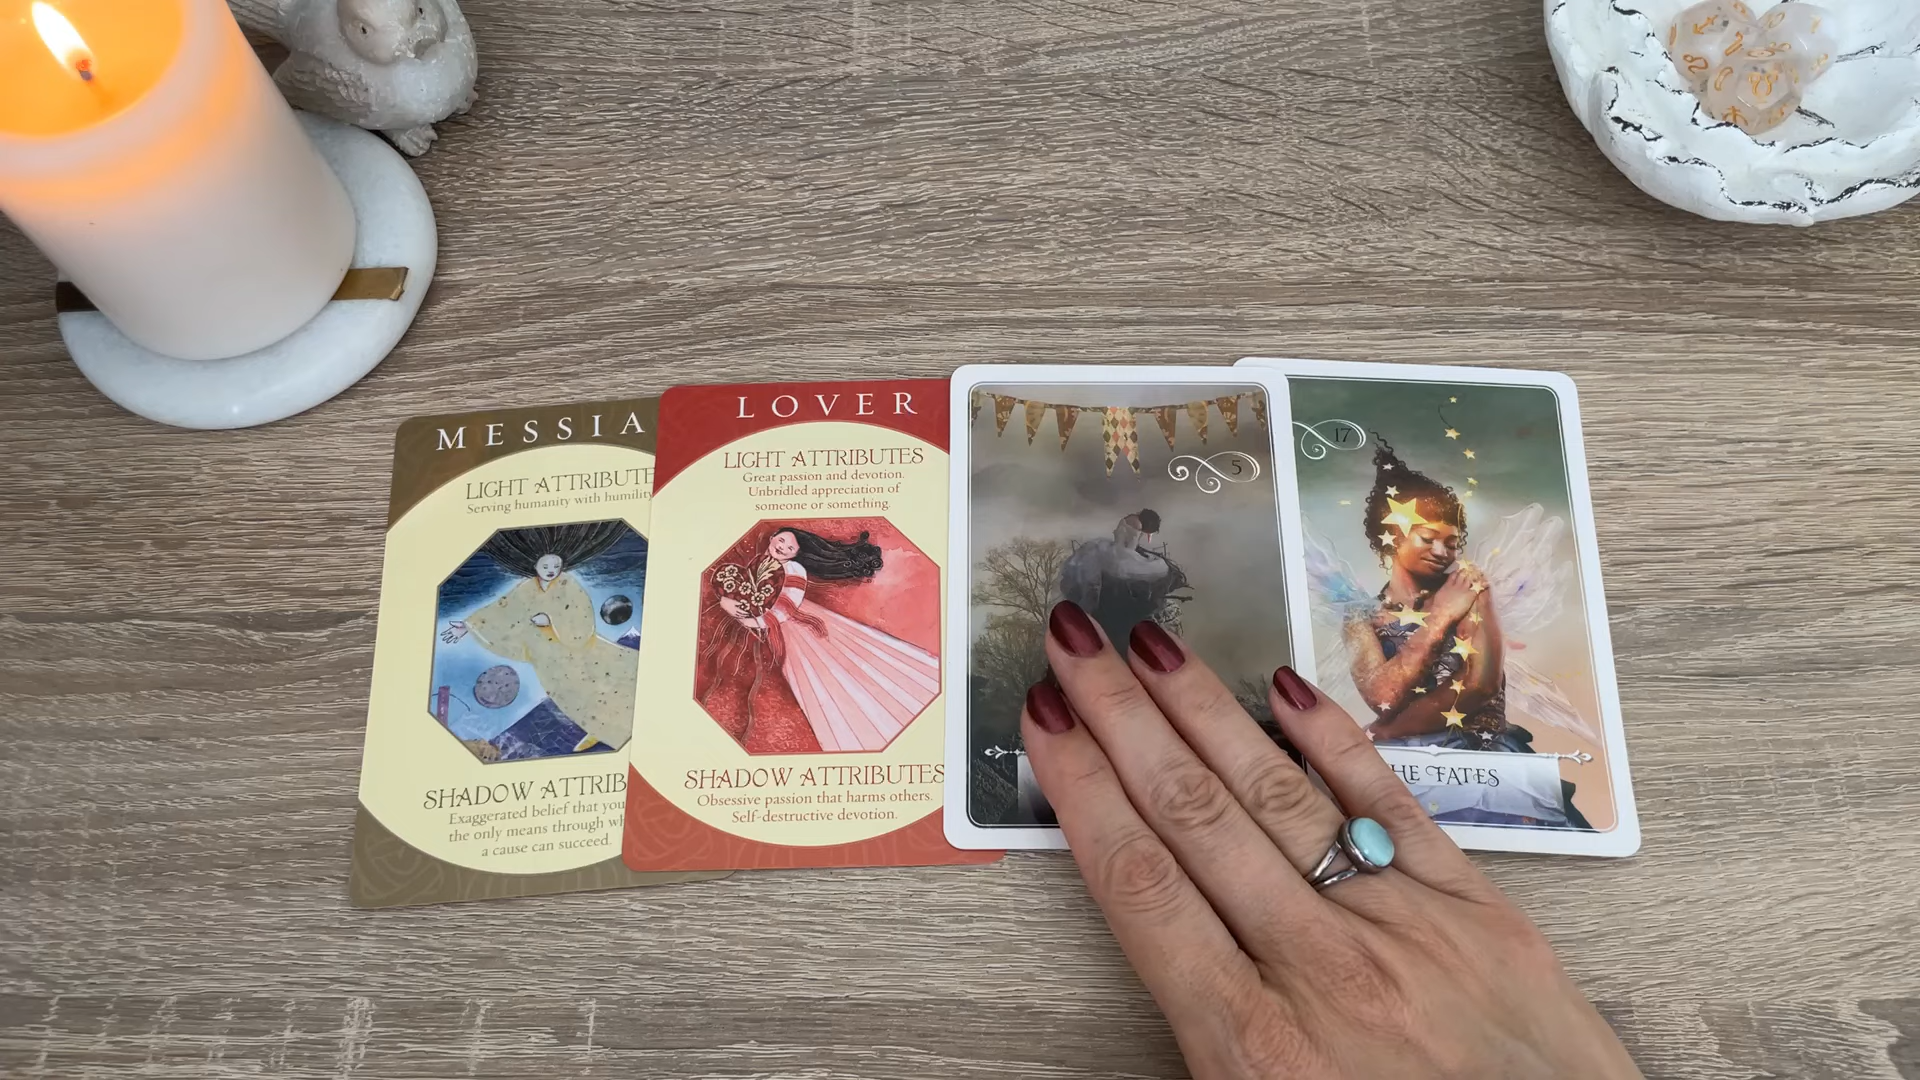 MESSIA
LIGHT ATTRIBUTE
Serving humanity with humility
SHADOW ATTRIB
Exaggerated belief that you
the only means through wh
a cause can succeed.
LOVER
LIGHT ATTRIBUTES
Great passion and devotion.
Unbridled appreciation of
someone or something.
SHADOW ATTRIBUTES
Obsessive passion that harms others.
Self-destructive devotion.
5
17
HE FATES